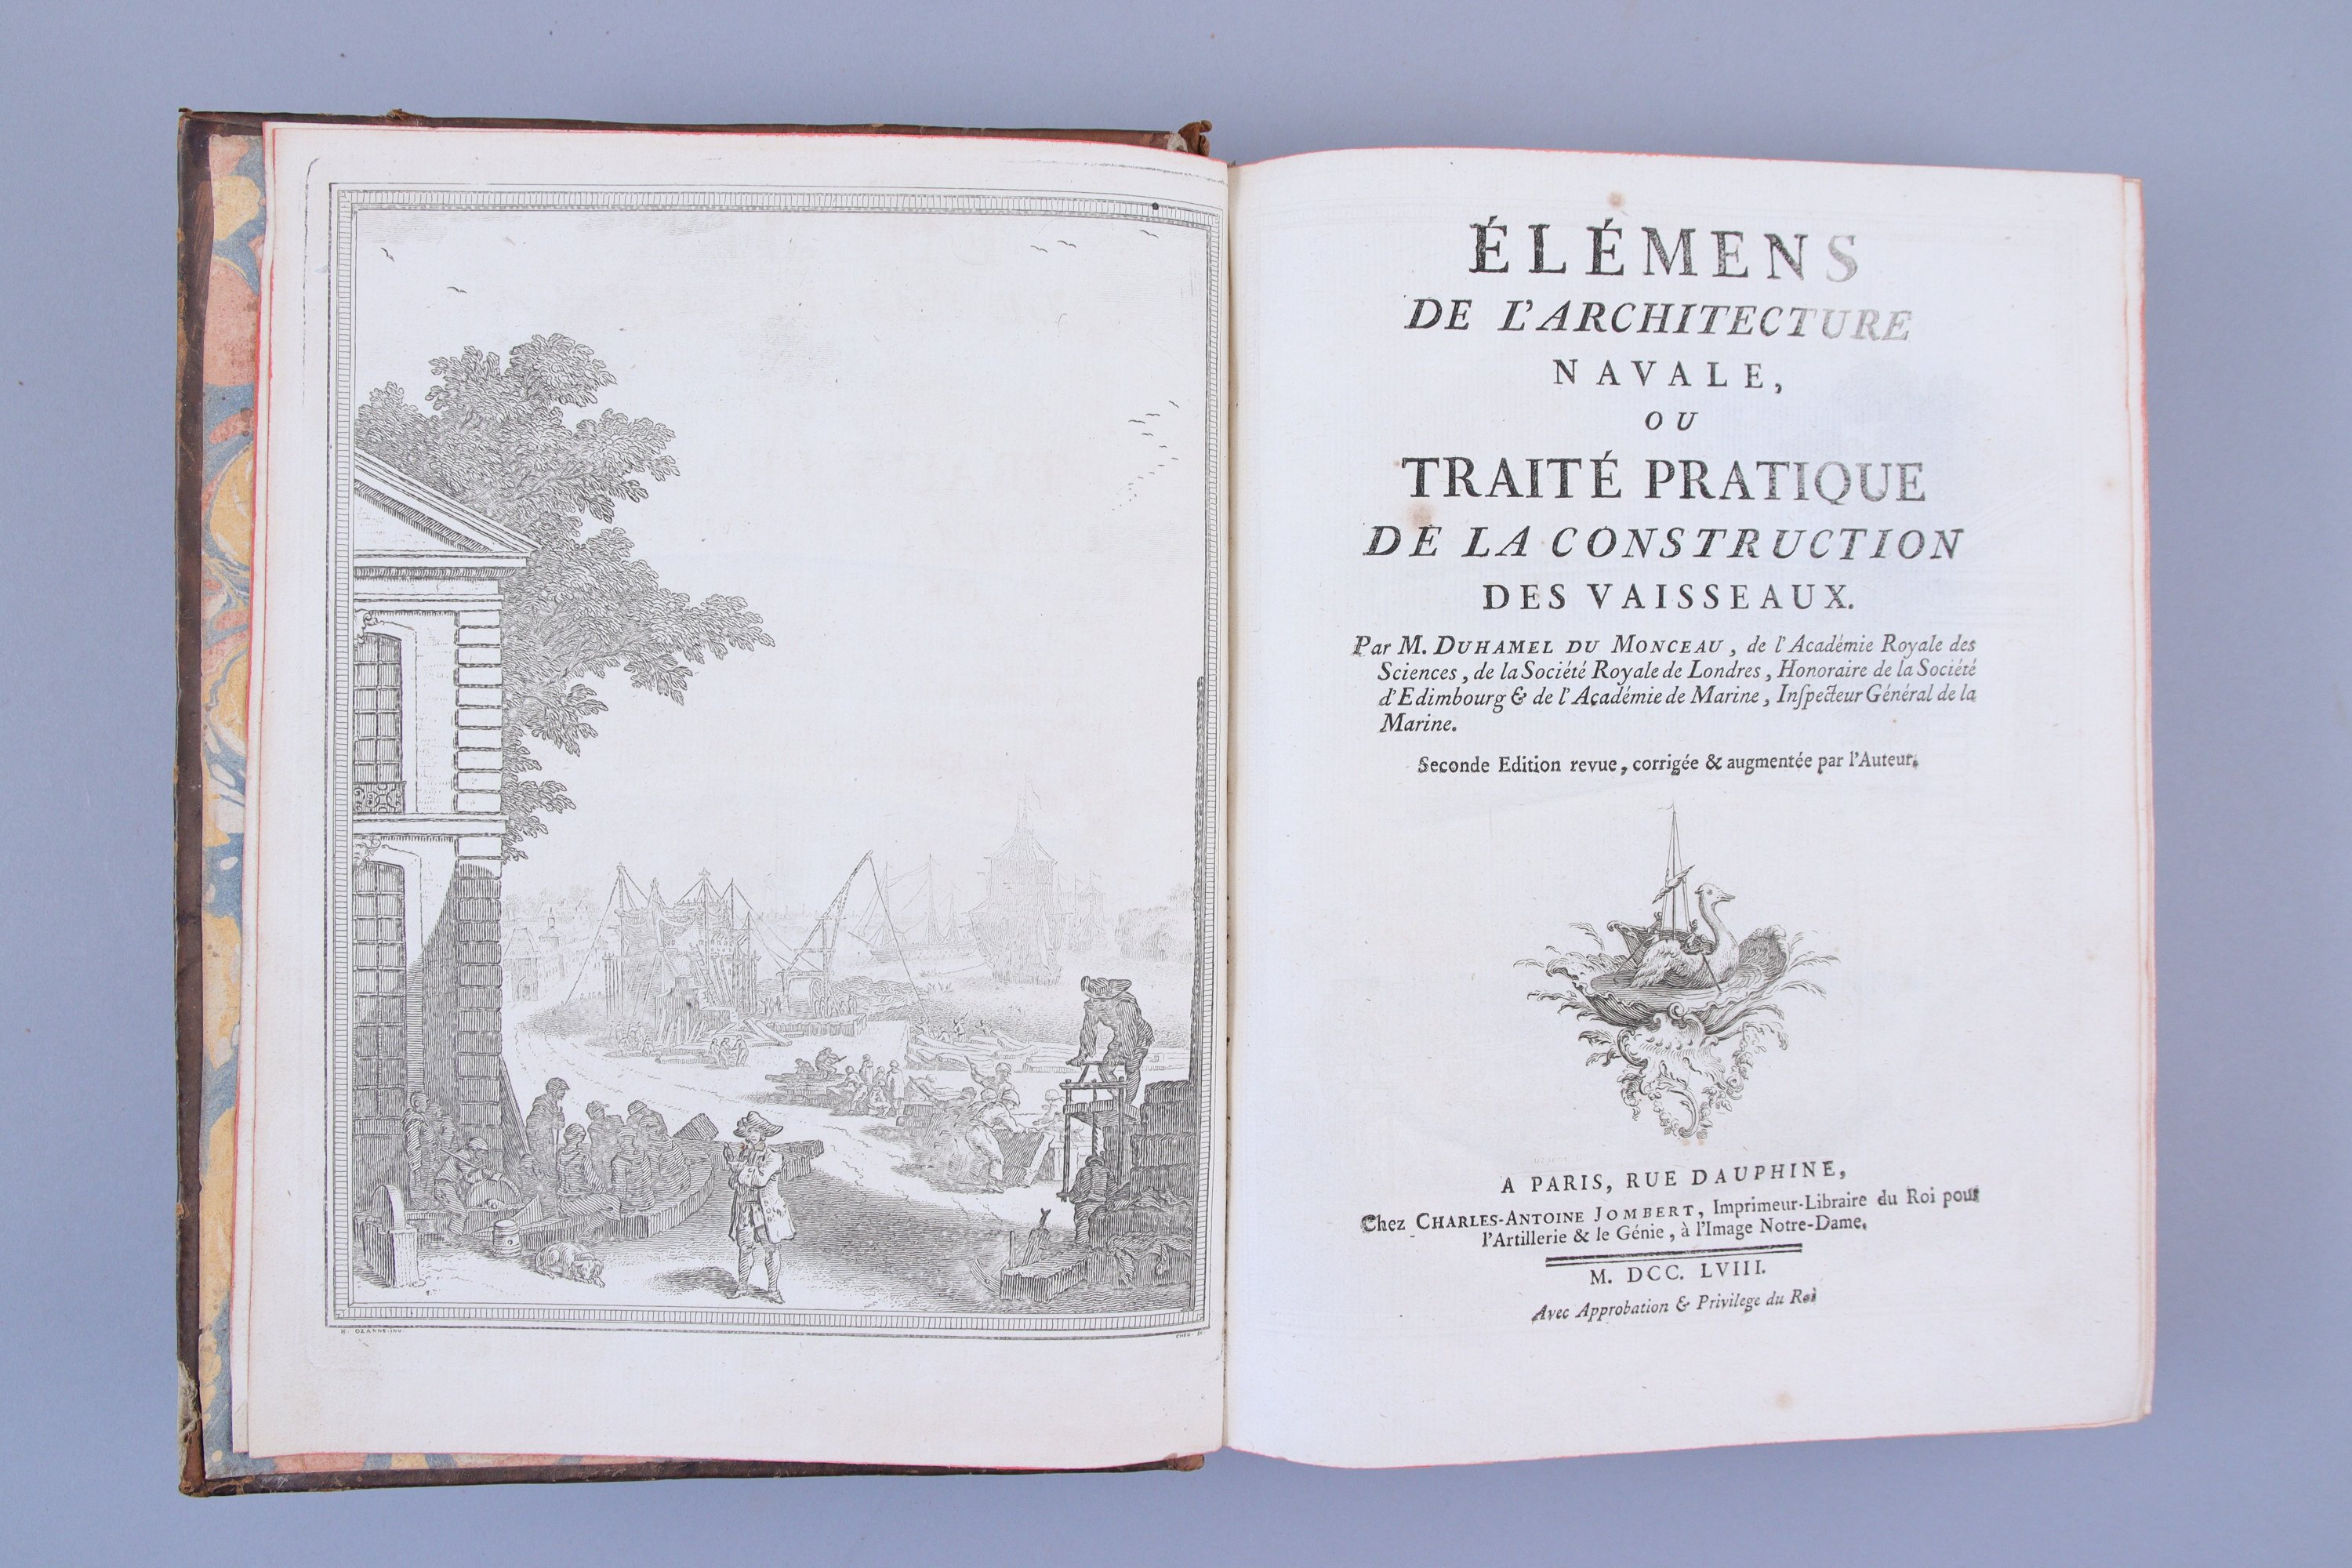 N. OZANNE INV.
ÉLÉMENS
DE L'ARCHITECTURE
NAVALE,
OU
TRAITÉ PRATIQUE
DE LA CONSTRUCTION
DES VAISSEAUX.
Par M. DUHAMEL DU MONCEAU, de l'Académie Royale des
Sciences, de la Société Royale de Londres, Honoraire de la Société
d'Edimbourg & de l'Académie de Marine, Inſpecteur Général de la
Marine.
Seconde Edition revue, corrigée & augmentée par l'Auteur.
A PARIS, RUE DAUPHINE,
Chez CHARLES-ANTOINE JOMBERT, Imprimeur-Libraire du Roi pour
l'Artillerie & le Génie, à l'Image Notre-Dame.
M. DCC. LVIII.
Avec Approbation & Privilege du Roi